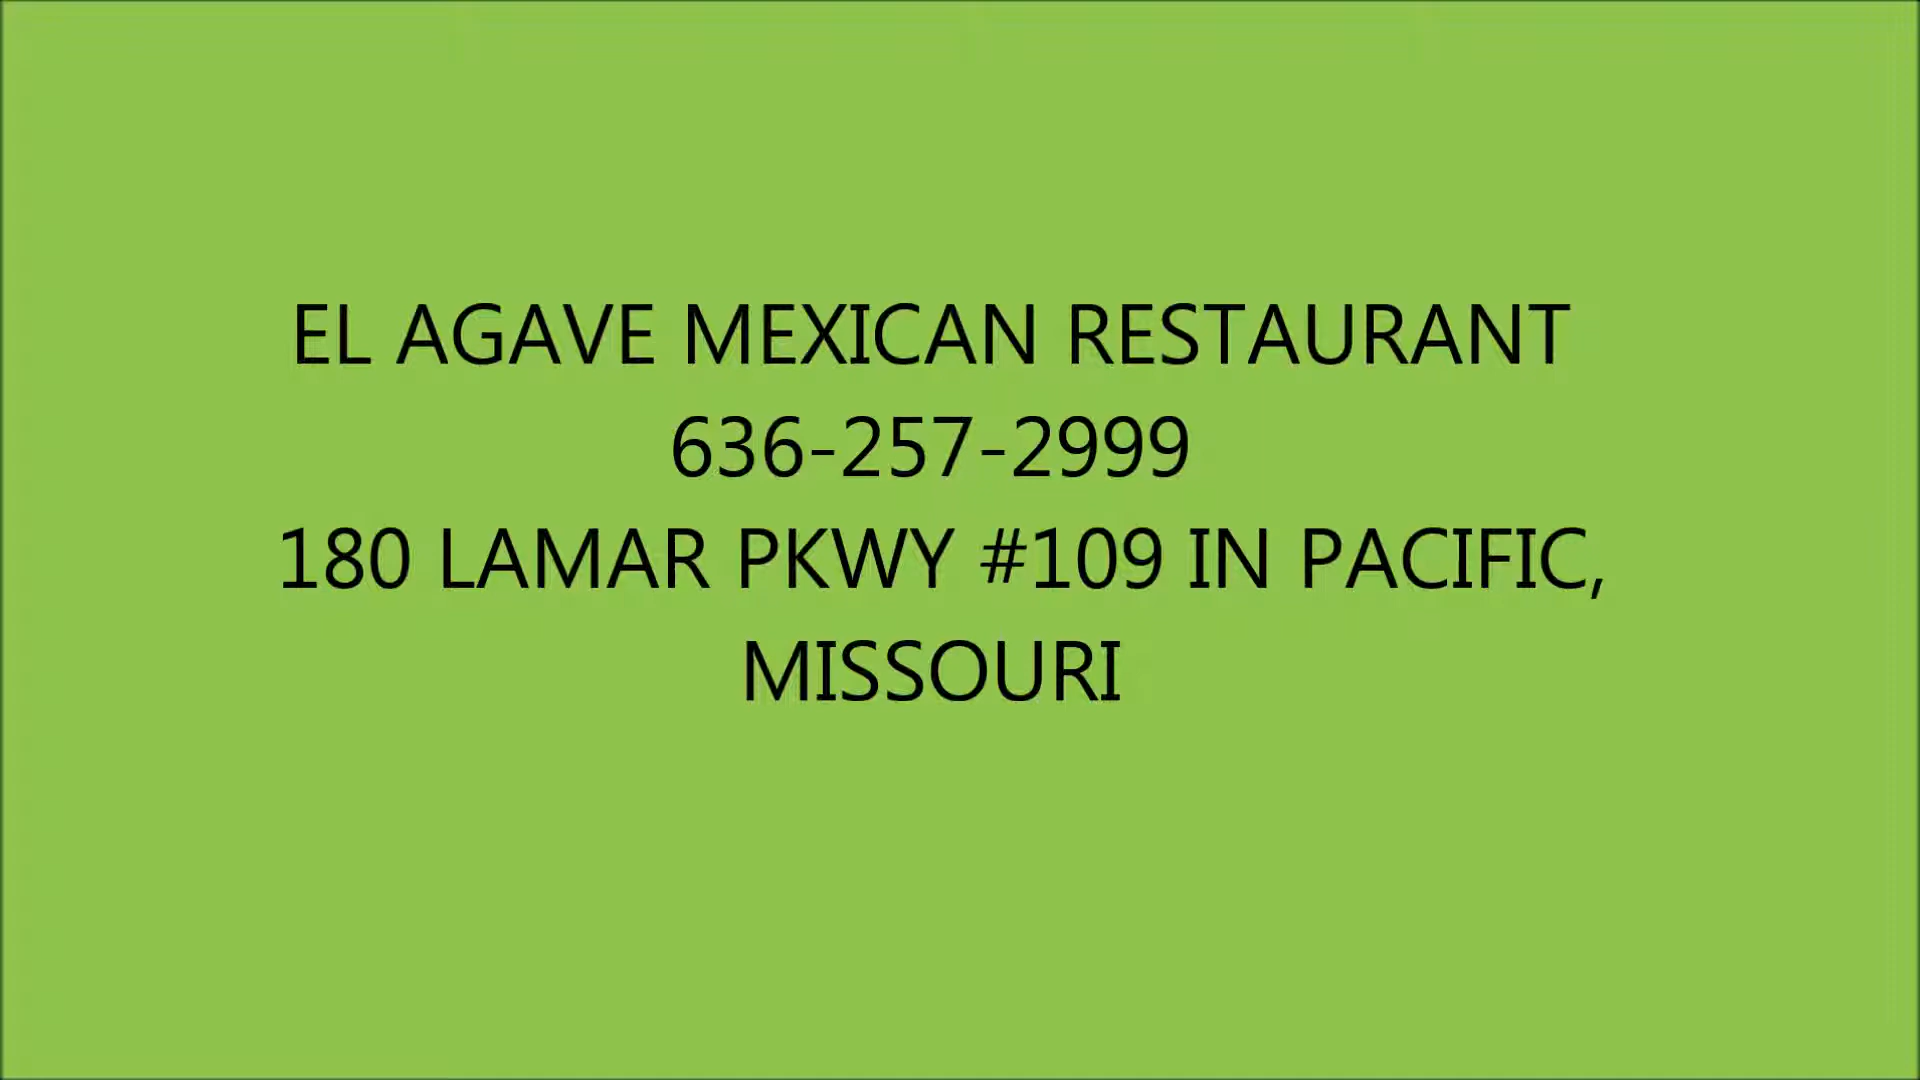 EL AGAVE MEXICAN RESTAURANT
636-257-2999
180 LAMAR PKWY #109 IN PACIFIC,
MISSOURI